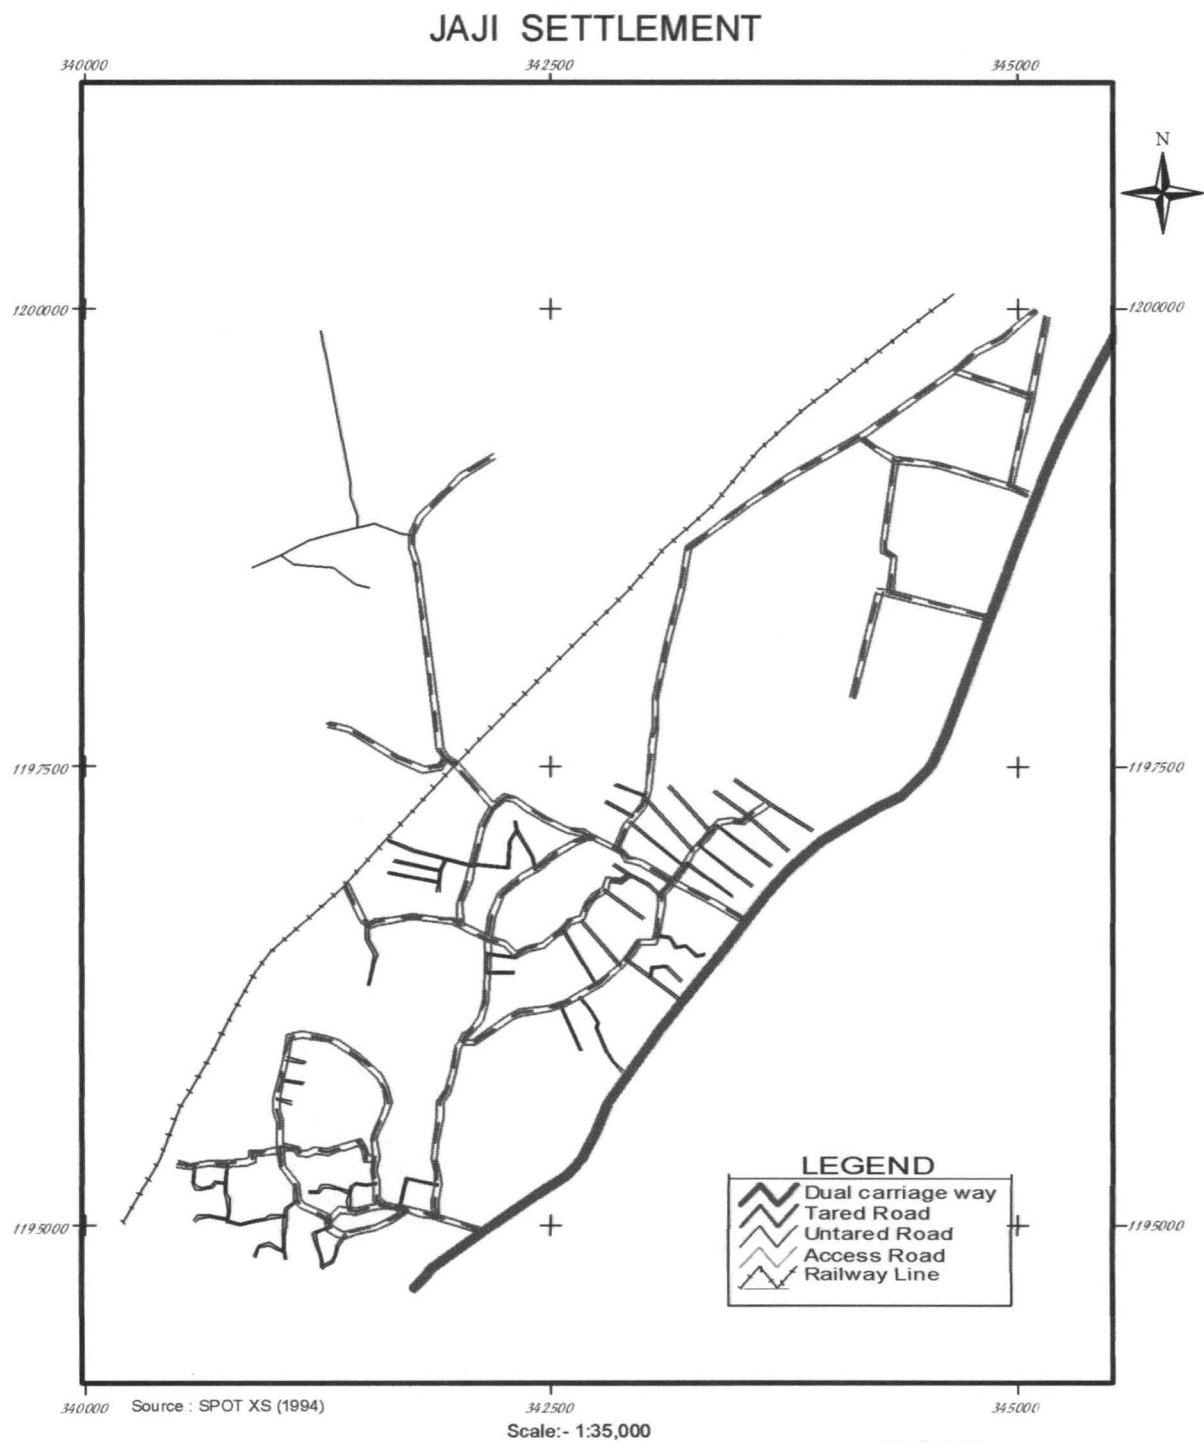 JAJI SETTLEMENT
340000 342500 345000
N
1200000 1200000
1197500 1197500
LEGEND
Dual carriage way
Tared Road
Untared Road
Access Road
Railway Line
1195000 1195000
340000 Source : SPOT XS (1994) 342500 345000
Scale:- 1:35,000